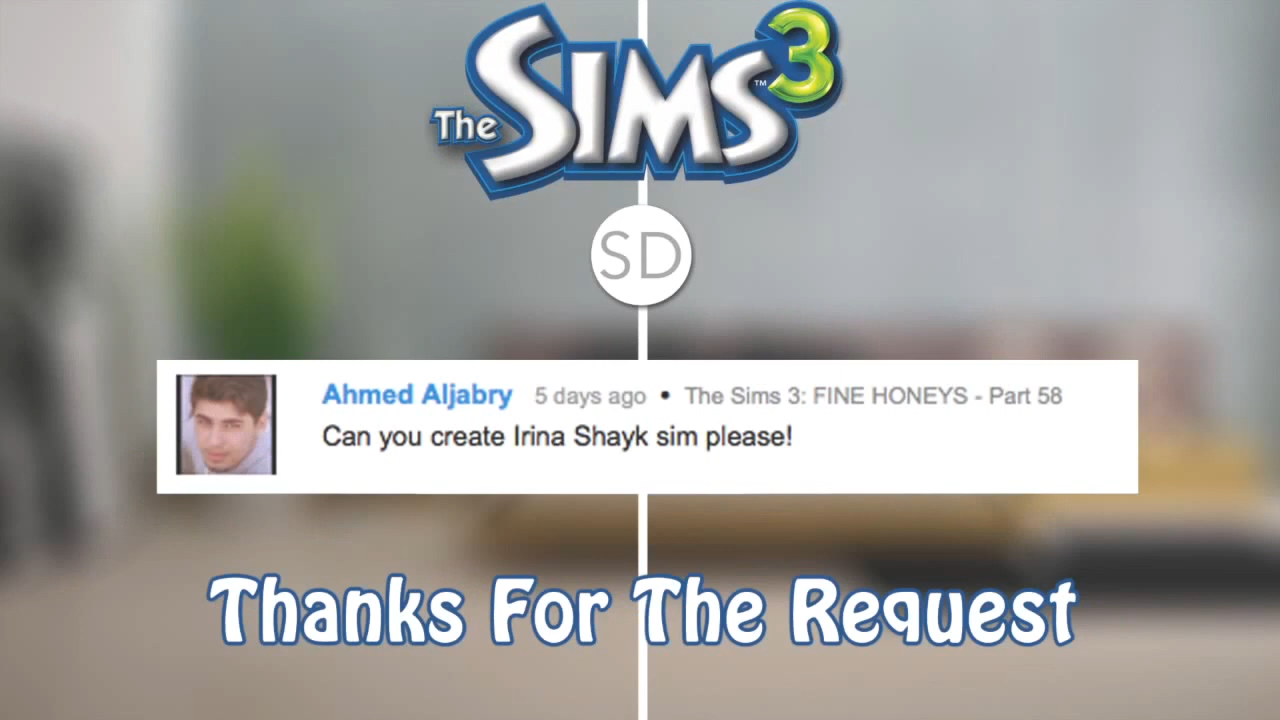 The SIMS 3 ™
SD
Ahmed Aljabry 5 days ago • The Sims 3: FINE HONEYS - Part 58
Can you create Irina Shayk sim please!
Thanks For The Request